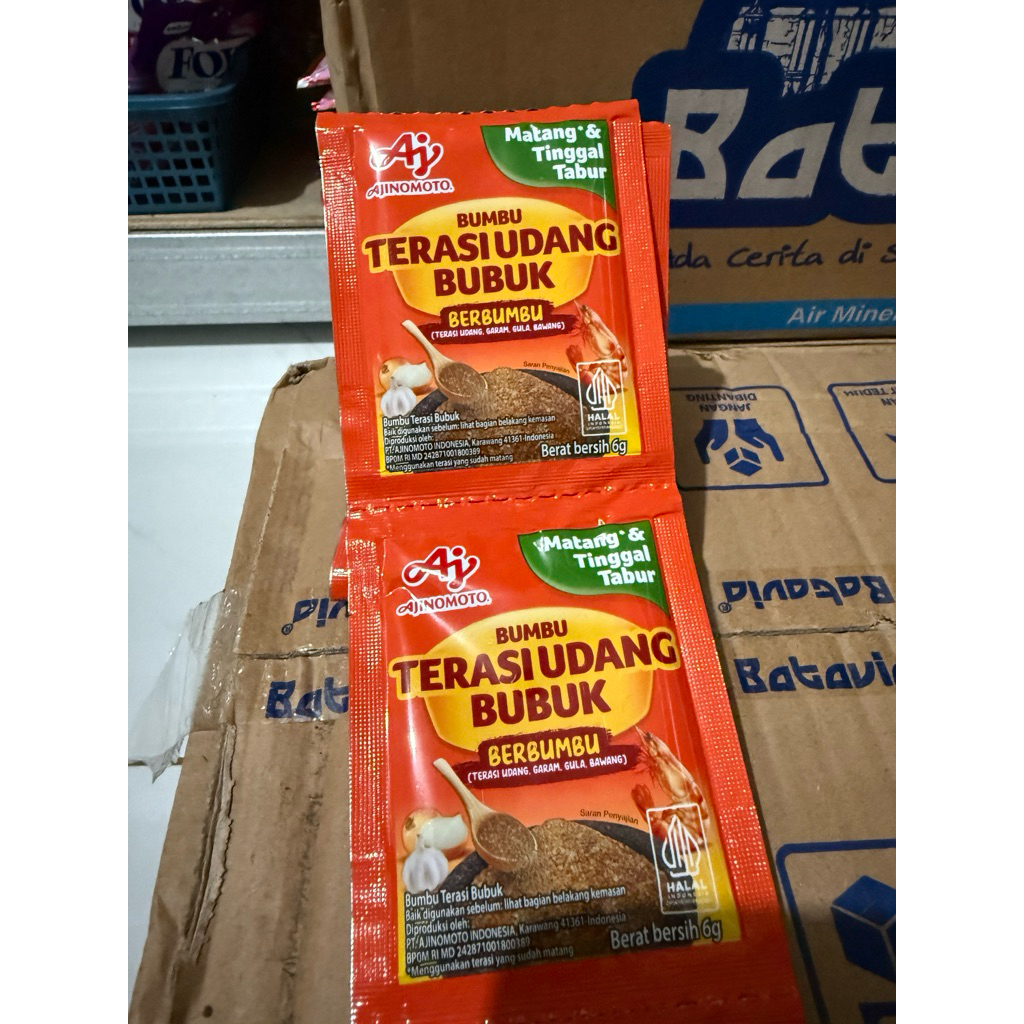 FO
Bat
da cerita di S
Air Mine
Aj
AJINOMOTO®
Matang* &
Tinggal
Tabur
BUMBU
TERASI UDANG
BUBUK
BERBUMBU
(TERASI UDANG, GARAM, GULA, BAWANG)
Saran Penyajian
HALAL
INDONESIA
Bumbu Terasi Bubuk
Baik digunakan sebelum: lihat bagian belakang kemasan
Diproduksi oleh:
PT. AJINOMOTO INDONESIA, Karawang 41361-Indonesia
BPOM RI MD 242871001800389
*Menggunakan terasi yang sudah matang
Berat bersih 6g
JANGAN
DIBANTING
Batavia®
Batavia
Aj
AJINOMOTO®
Matang* &
Tinggal
Tabur
BUMBU
TERASI UDANG
BUBUK
BERBUMBU
(TERASI UDANG, GARAM, GULA, BAWANG)
Saran Penyajian
HALAL
INDONESIA
Bumbu Terasi Bubuk
Baik digunakan sebelum: lihat bagian belakang kemasan
Diproduksi oleh:
PT. AJINOMOTO INDONESIA, Karawang 41361-Indonesia
BPOM RI MD 242871001800389
*Menggunakan terasi yang sudah matang
Berat bersih 6g
Bat
Batavia